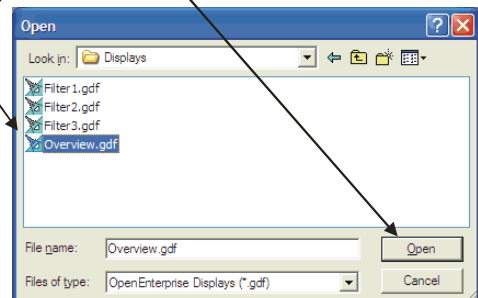 Open
Look in: Displays
Filter1.gdf
Filter2.gdf
Filter3.gdf
Overview.gdf
File name: Overview.gdf Open
Files of type: OpenEnterprise Displays (*.gdf) Cancel